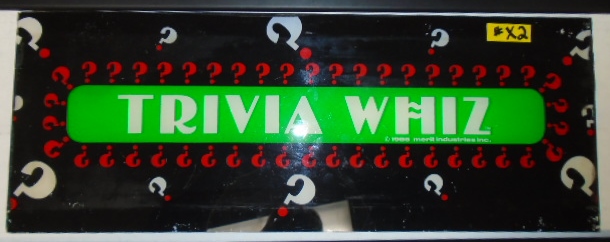 #X2
TRIVIA WHIZ
© 1985 merit industries inc.